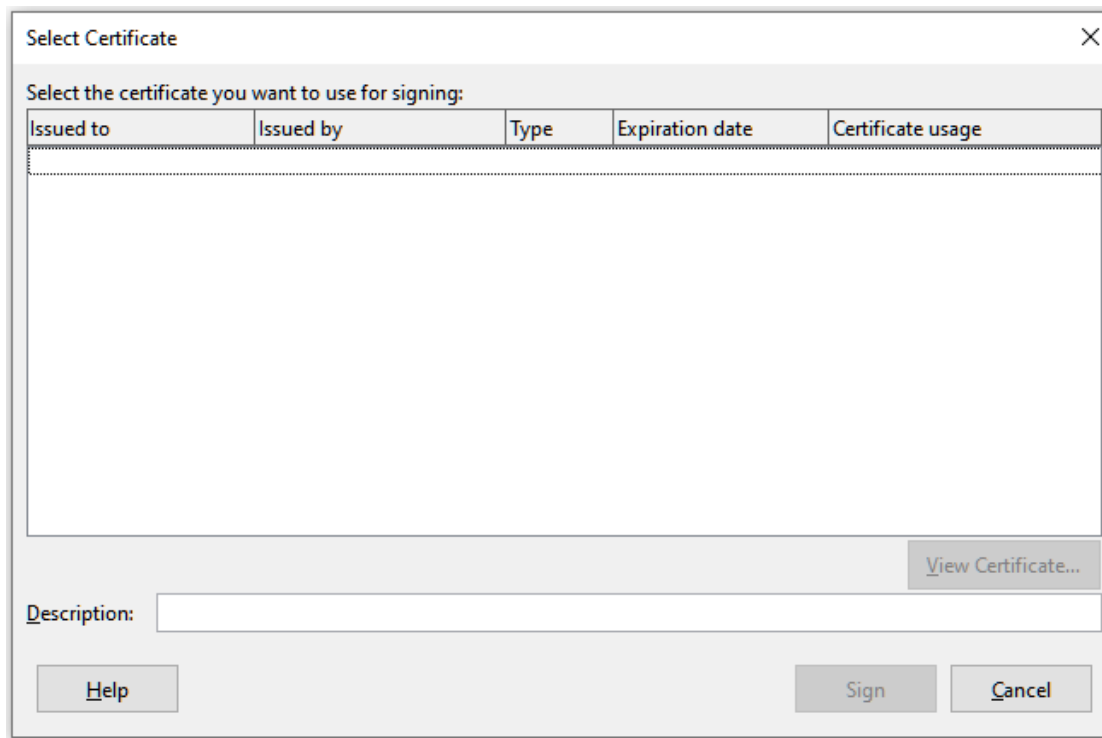 Select Certificate
Select the certificate you want to use for signing:
Issued to Issued by Type Expiration date Certificate usage
View Certificate...
Description:
Help Sign Cancel